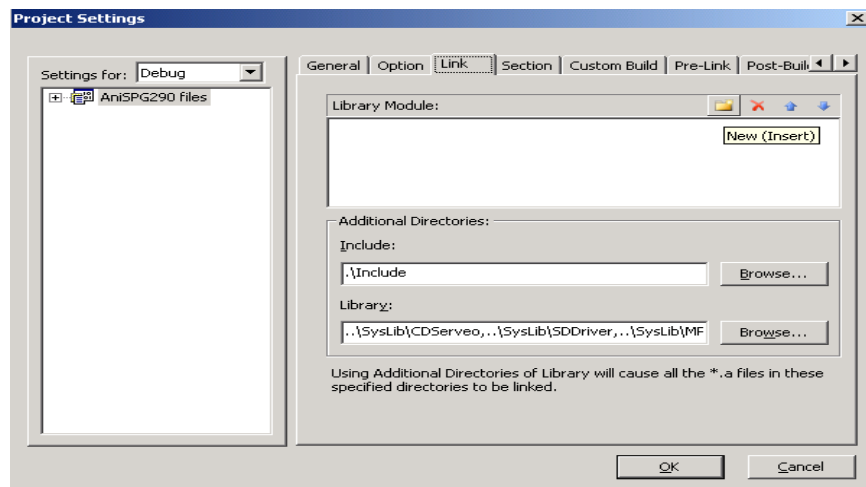 Project Settings
Settings for: Debug
AniSPG290 files
General Option Link Section Custom Build Pre-Link Post-Buil
Library Module:
New (Insert)
Additional Directories:
Include:
.\Include
Browse...
Library:
..\SysLib\CDServeo,..\SysLib\SDDriver,..\SysLib\MF
Browse...
Using Additional Directories of Library will cause all the *.a files in these
specified directories to be linked.
OK Cancel